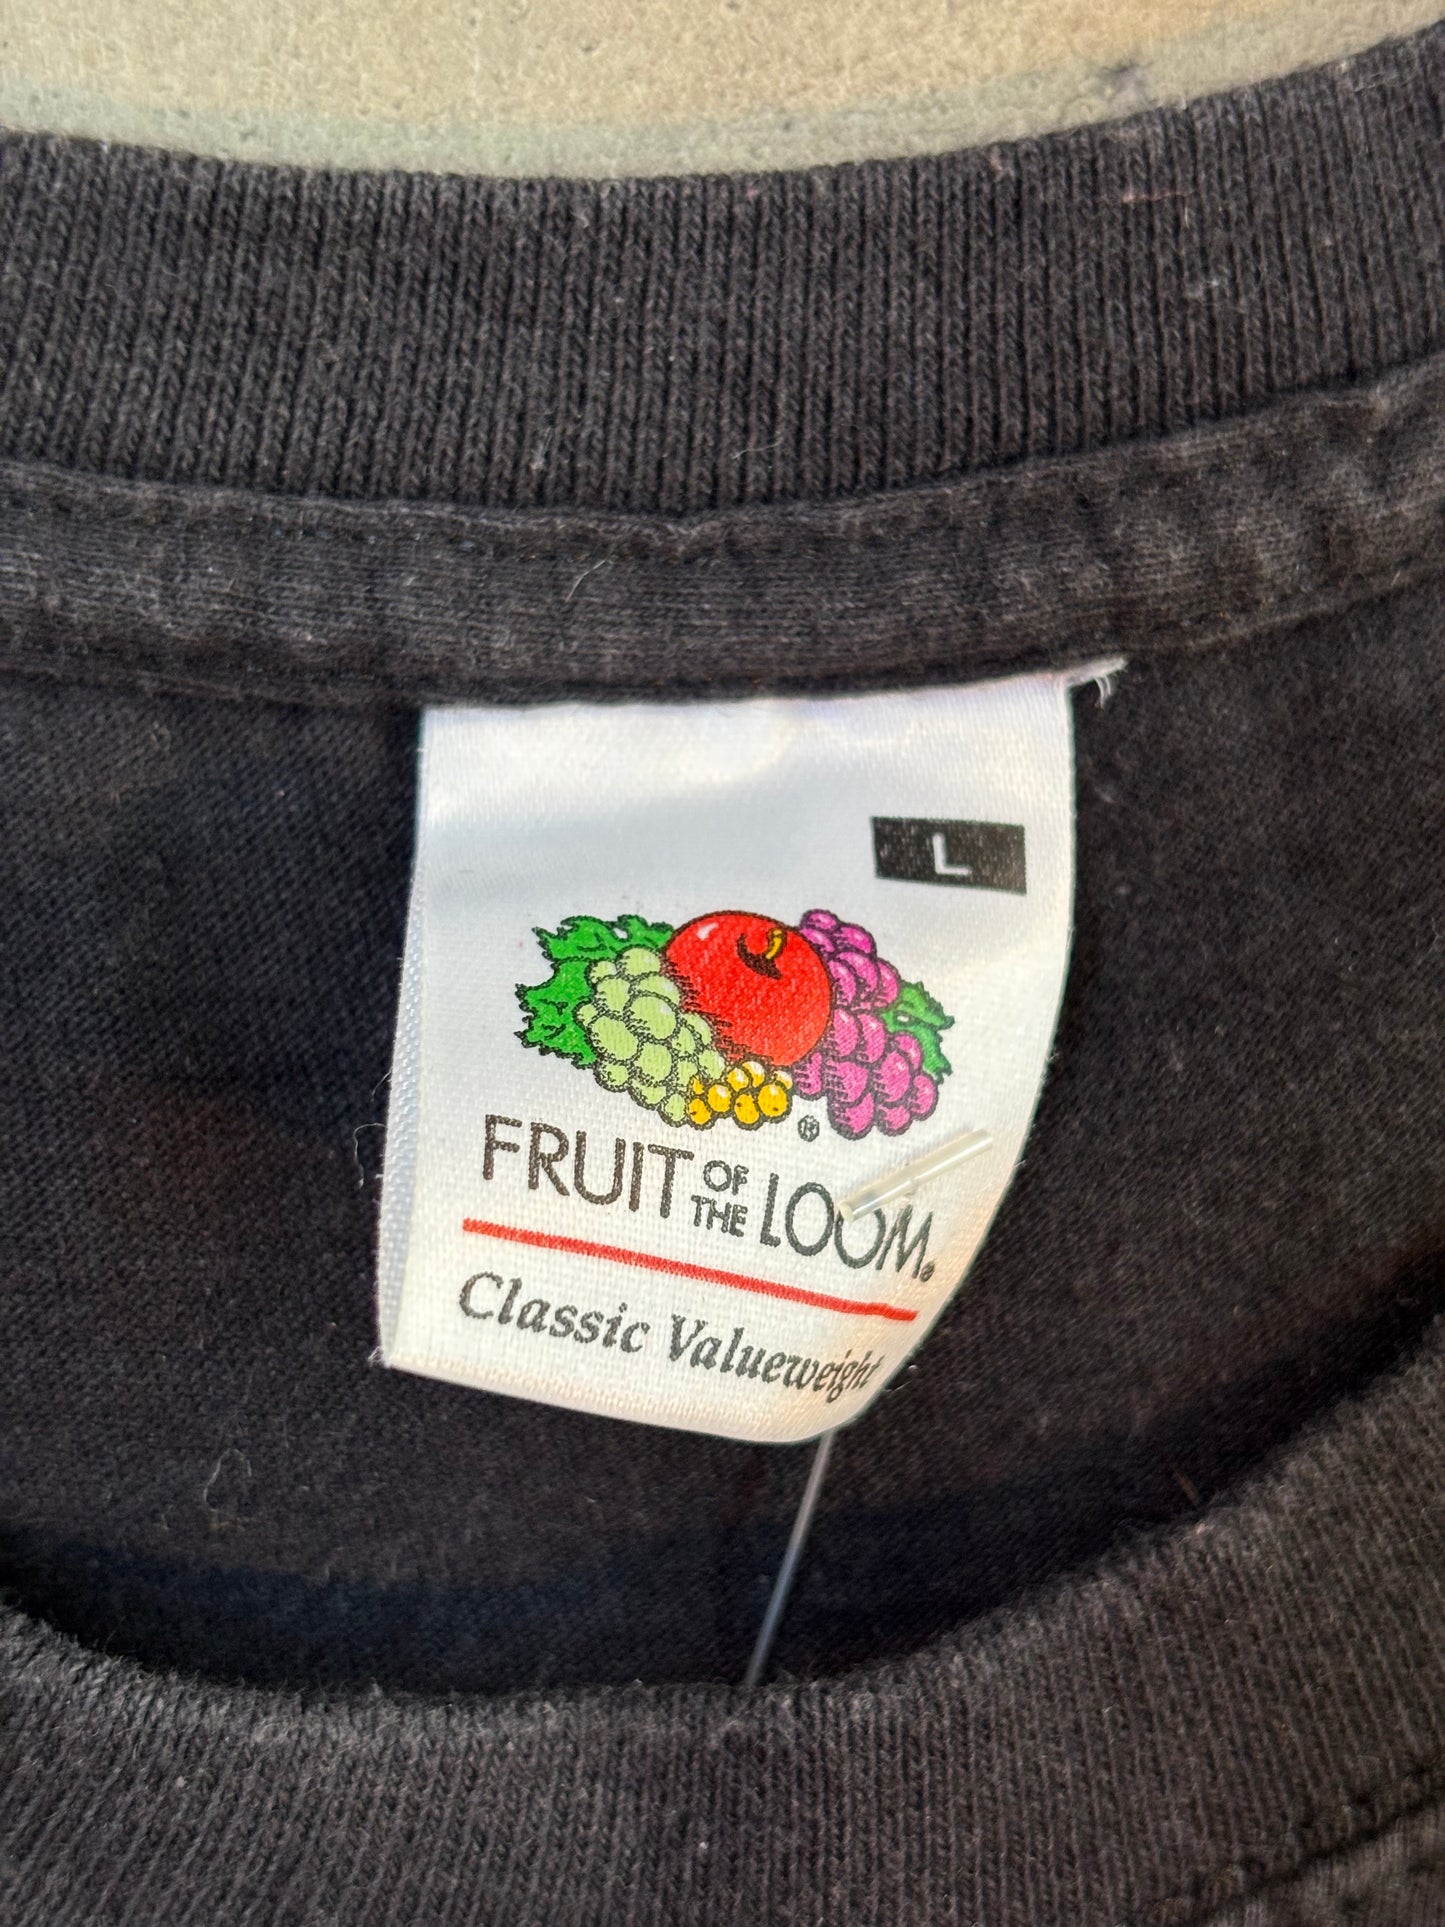 L
®
FRUIT OF THE LOOM®
Classic Valueweight